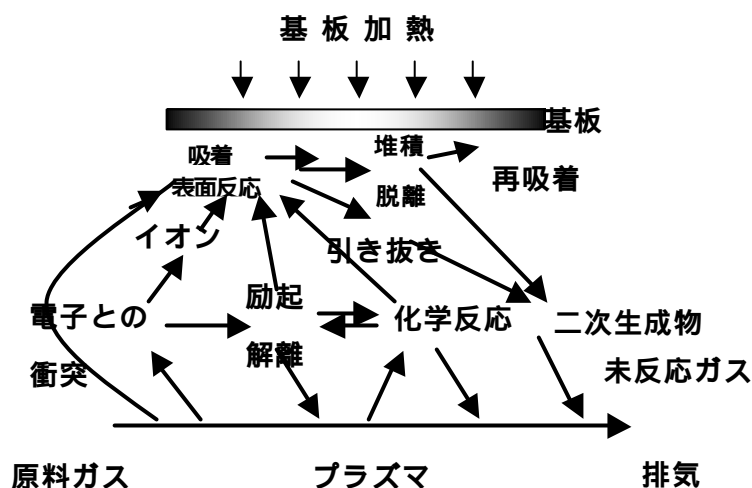 基板加熱
基板
吸着
堆積
表面反応
脱離
再吸着
イオン
引き抜き
励起
電子との
化学反応
二次生成物
解離
衝突
未反応ガス
原料ガス
プラズマ
排気